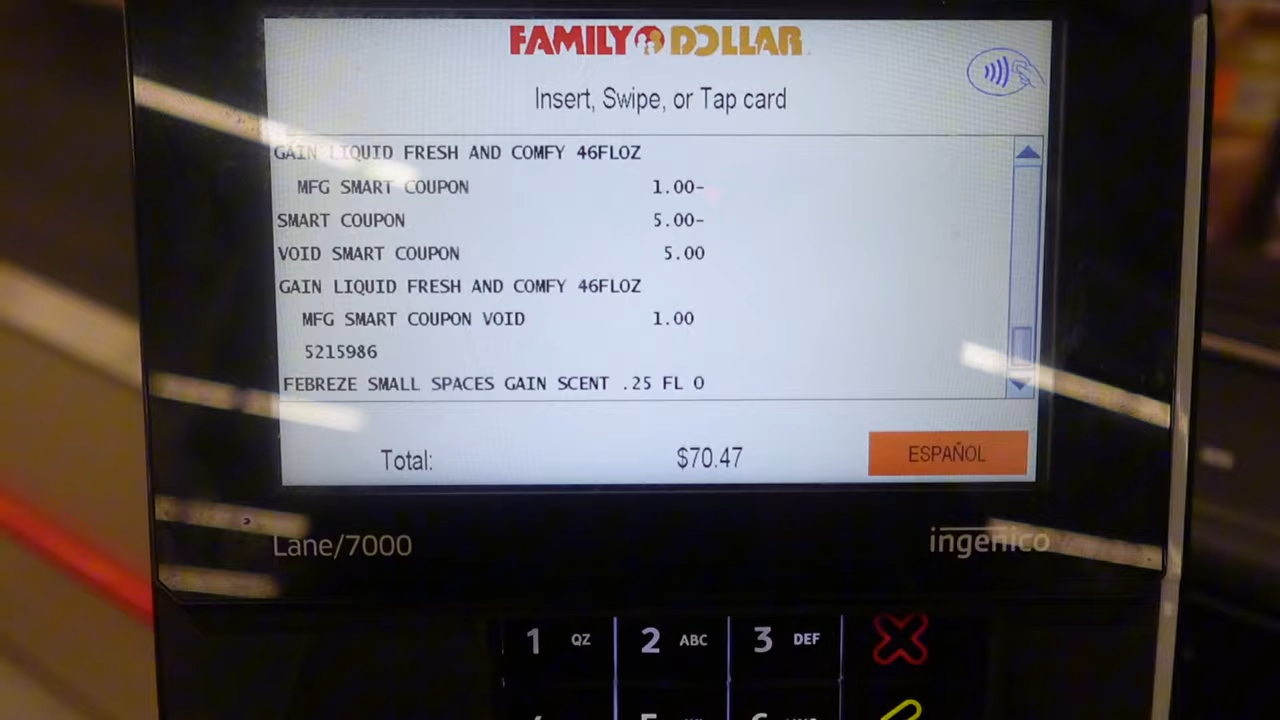 FAMILY DOLLAR
Insert, Swipe, or Tap card
GAIN LIQUID FRESH AND COMFY 46FLOZ
MFG SMART COUPON 1.00-
SMART COUPON 5.00-
VOID SMART COUPON 5.00
GAIN LIQUID FRESH AND COMFY 46FLOZ
MFG SMART COUPON VOID 1.00
5215986
FEBREZE SMALL SPACES GAIN SCENT .25 FL O
Total: $70.47 ESPAÑOL
Lane/7000 ingenico
1 QZ 2 ABC 3 DEF